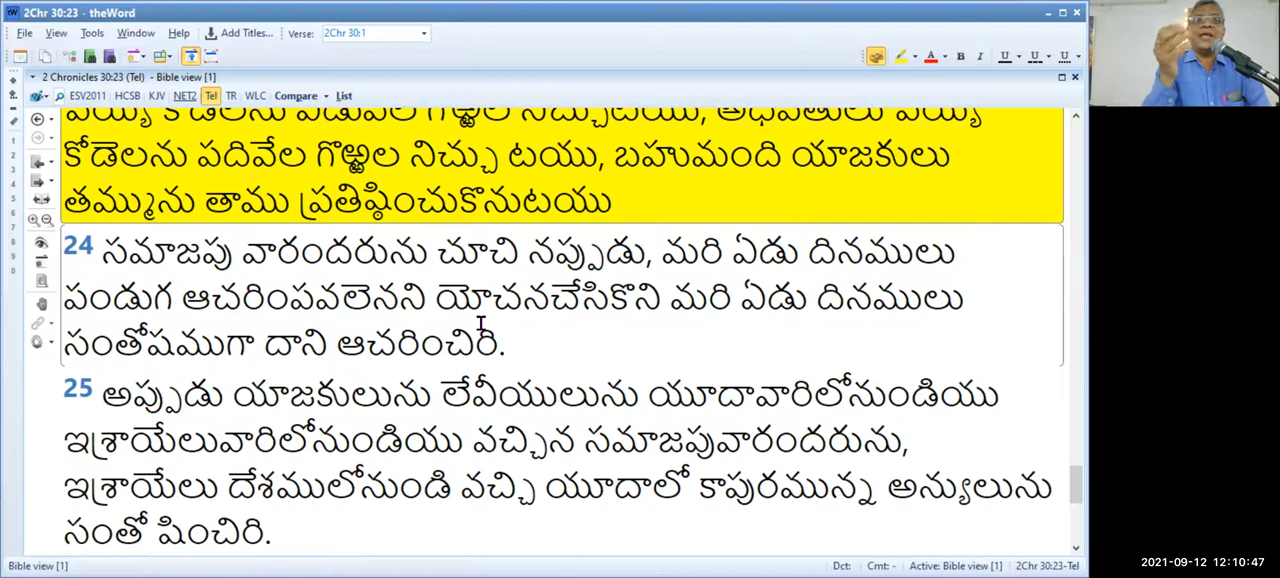 2Chr 30:23 - theWord
File View Tools Window Help Add Titles... Verse: 2Chr 30:1
B I U U U
2 Chronicles 30:23 (Tel) - Bible view [1]
ESV2011 HCSB KJV NET2 Tel TR WLC Compare List
వెయ్యి కోడెలను ఏడువేల గొఱ్ఱెల నిచ్చుటయు, అధిపతులు వెయ్యి
కోడెలను పదివేల గొఱ్ఱెల నిచ్చు టయు, బహుమంది యాజకులు
తమ్మును తాము ప్రతిష్ఠించుకొనుటయు
24 సమాజపు వారందరును చూచి నప్పుడు, మరి ఏడు దినములు
పండుగ ఆచరింపవలెనని యోచనచేసికొని మరి ఏడు దినములు
సంతోషముగా దాని ఆచరించిరి.
25 అప్పుడు యాజకులును లేవీయులును యూదావారిలోనుండియు
ఇశ్రాయేలువారిలోనుండియు వచ్చిన సమాజపువారందరును,
ఇశ్రాయేలు దేశములోనుండి వచ్చి యూదాలో కాపురమున్న అన్యులును
సంతో షించిరి.
Bible view [1] Dct: Cmt: - Active: Bible view [1] 2Chr 30:23-Tel
2021-09-12 12:10:47